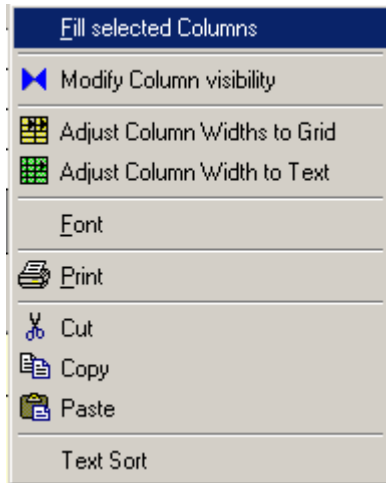 Fill selected Columns
Modify Column visibility
Adjust Column Widths to Grid
Adjust Column Width to Text
Font
Print
Cut
Copy
Paste
Text Sort